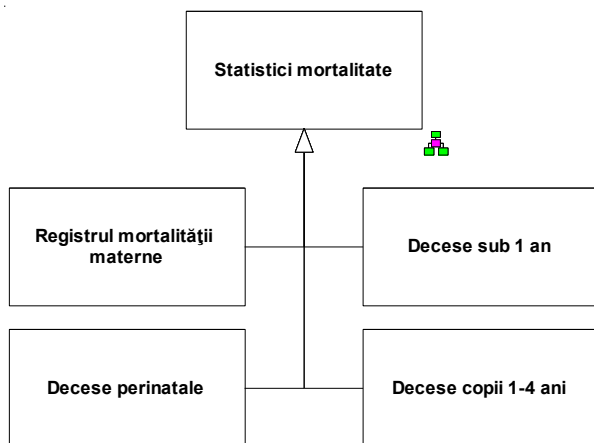 Statistici mortalitate
Registrul mortalităţii
materne
Decese sub 1 an
Decese perinatale
Decese copii 1-4 ani